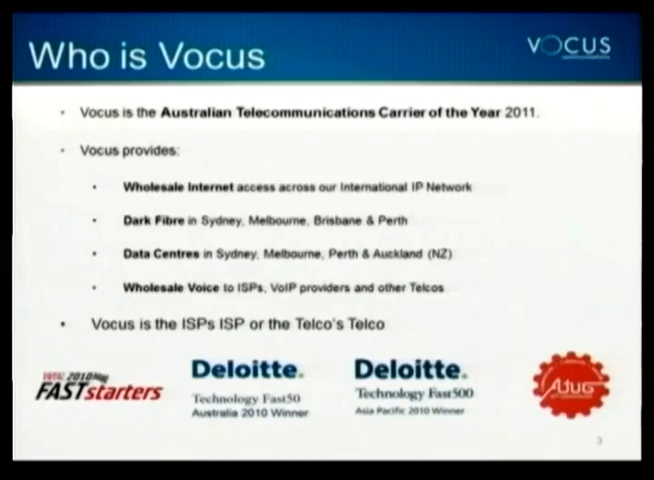 Who is Vocus
VOCUS
Vocus is the Australian Telecommunications Carrier of the Year 2011.
Vocus provides:
Wholesale Internet access across our International IP Network
Dark Fibre in Sydney, Melbourne, Brisbane & Perth
Data Centres in Sydney, Melbourne, Perth & Auckland (NZ)
Wholesale Voice to ISPs, VoIP providers and other Telcos
Vocus is the ISPs ISP or the Telco's Telco
2010
FASTstarters
Deloitte.
Technology Fast50
Australia 2010 Winner
Deloitte.
Technology Fast500
Asia Pacific 2010 Winner
3